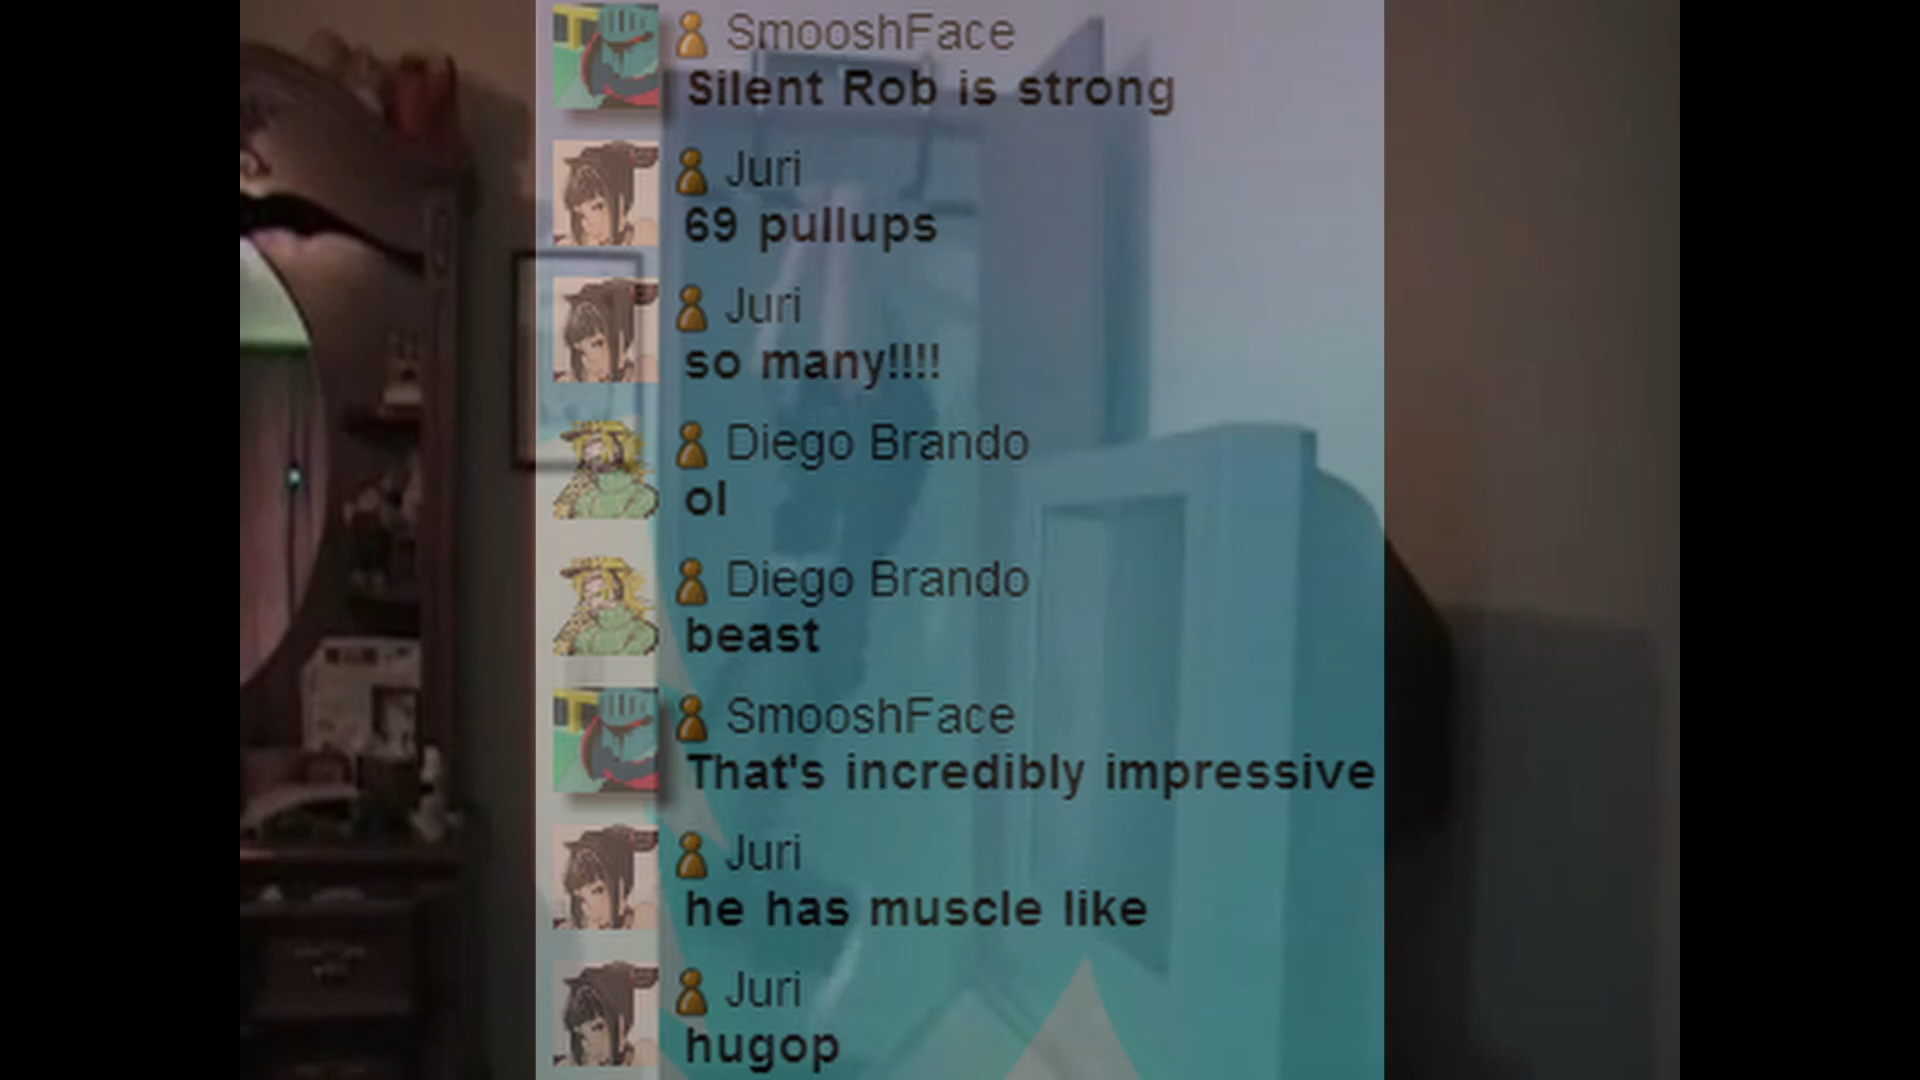 SmooshFace
Silent Rob is strong
Juri
69 pullups
Juri
so many!!!!
Diego Brando
ol
Diego Brando
beast
SmooshFace
That's incredibly impressive
Juri
he has muscle like
Juri
hugop